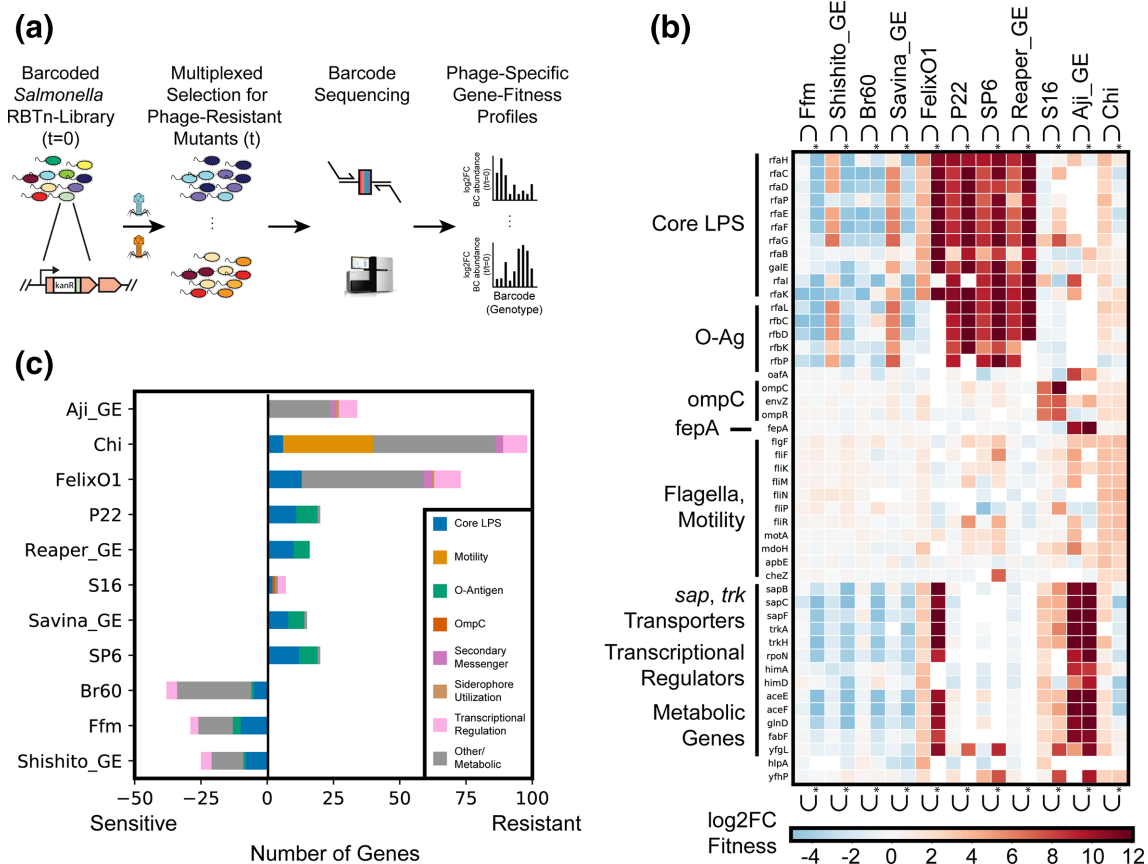 (a)
Barcoded
Salmonella
RBTn-Library
(t=0)
Multiplexed
Selection for
Phage-Resistant
Mutants (t)
Barcode
Sequencing
Phage-Specific
Gene-Fitness
Profiles
kanR
log2FC
BC abundance
(t/t=0)
⋮
log2FC
BC abundance
(t/t=0)
Barcode
(Genotype)
(b)
Ffm
Shishito_GE
Br60
Savina_GE
FelixO1
P22
SP6
Reaper_GE
S16
Aji_GE
Chi
* * * * * * * * * * *
Core LPS
O-Ag
ompC
fepA
Flagella,
Motility
sap, trk
Transporters
Transcriptional
Regulators
Metabolic
Genes
rfaH
rfaC
rfaD
rfaP
rfaE
rfaF
rfaG
rfaB
galE
rfaI
rfaK
rfaL
rfbC
rfbD
rfbK
rfbP
oafA
ompC
envZ
ompR
fepA
flgF
fliF
fliK
fliM
fliN
fliP
fliR
motA
mdoH
apbE
cheZ
sapB
sapC
sapF
trkA
trkH
rpoN
himA
himD
aceE
aceF
glnD
fabF
yfgL
hlpA
yfhP
* * * * * * * * * * *
log2FC
Fitness
-4 -2 0 2 4 6 8 10 12
(c)
Aji_GE
Chi
FelixO1
P22
Reaper_GE
S16
Savina_GE
SP6
Br60
Ffm
Shishito_GE
Core LPS
Motility
O-Antigen
OmpC
Secondary
Messenger
Siderophore
Utilization
Transcriptional
Regulation
Other/
Metabolic
−50 −25 0 25 50 75 100
Sensitive Resistant
Number of Genes